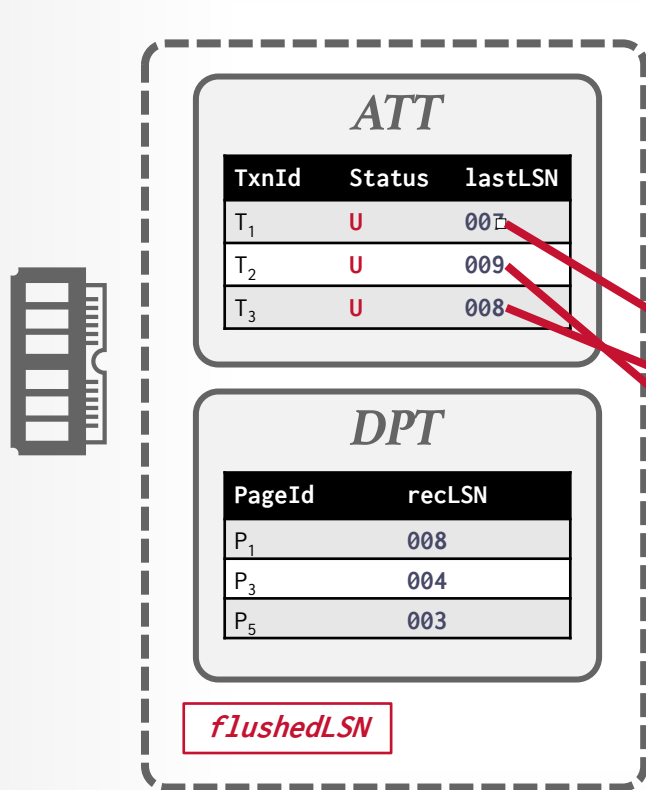 ATT
TxnId Status lastLSN
T1 U 007
T2 U 009
T3 U 008
DPT
PageId recLSN
P1 008
P3 004
P5 003
flushedLSN